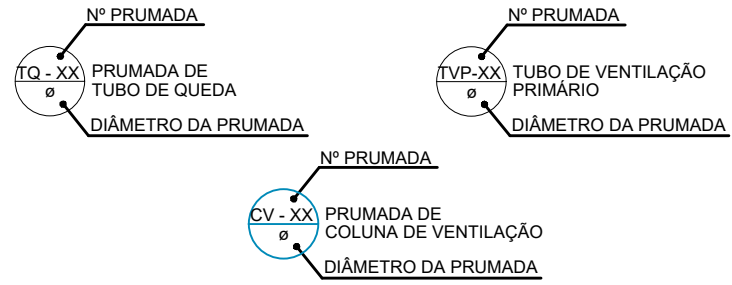 Nº PRUMADA
TQ - XX
ø
PRUMADA DE
TUBO DE QUEDA
DIÂMETRO DA PRUMADA
Nº PRUMADA
TVP-XX
ø
TUBO DE VENTILAÇÃO
PRIMÁRIO
DIÂMETRO DA PRUMADA
Nº PRUMADA
CV - XX
ø
PRUMADA DE
COLUNA DE VENTILAÇÃO
DIÂMETRO DA PRUMADA